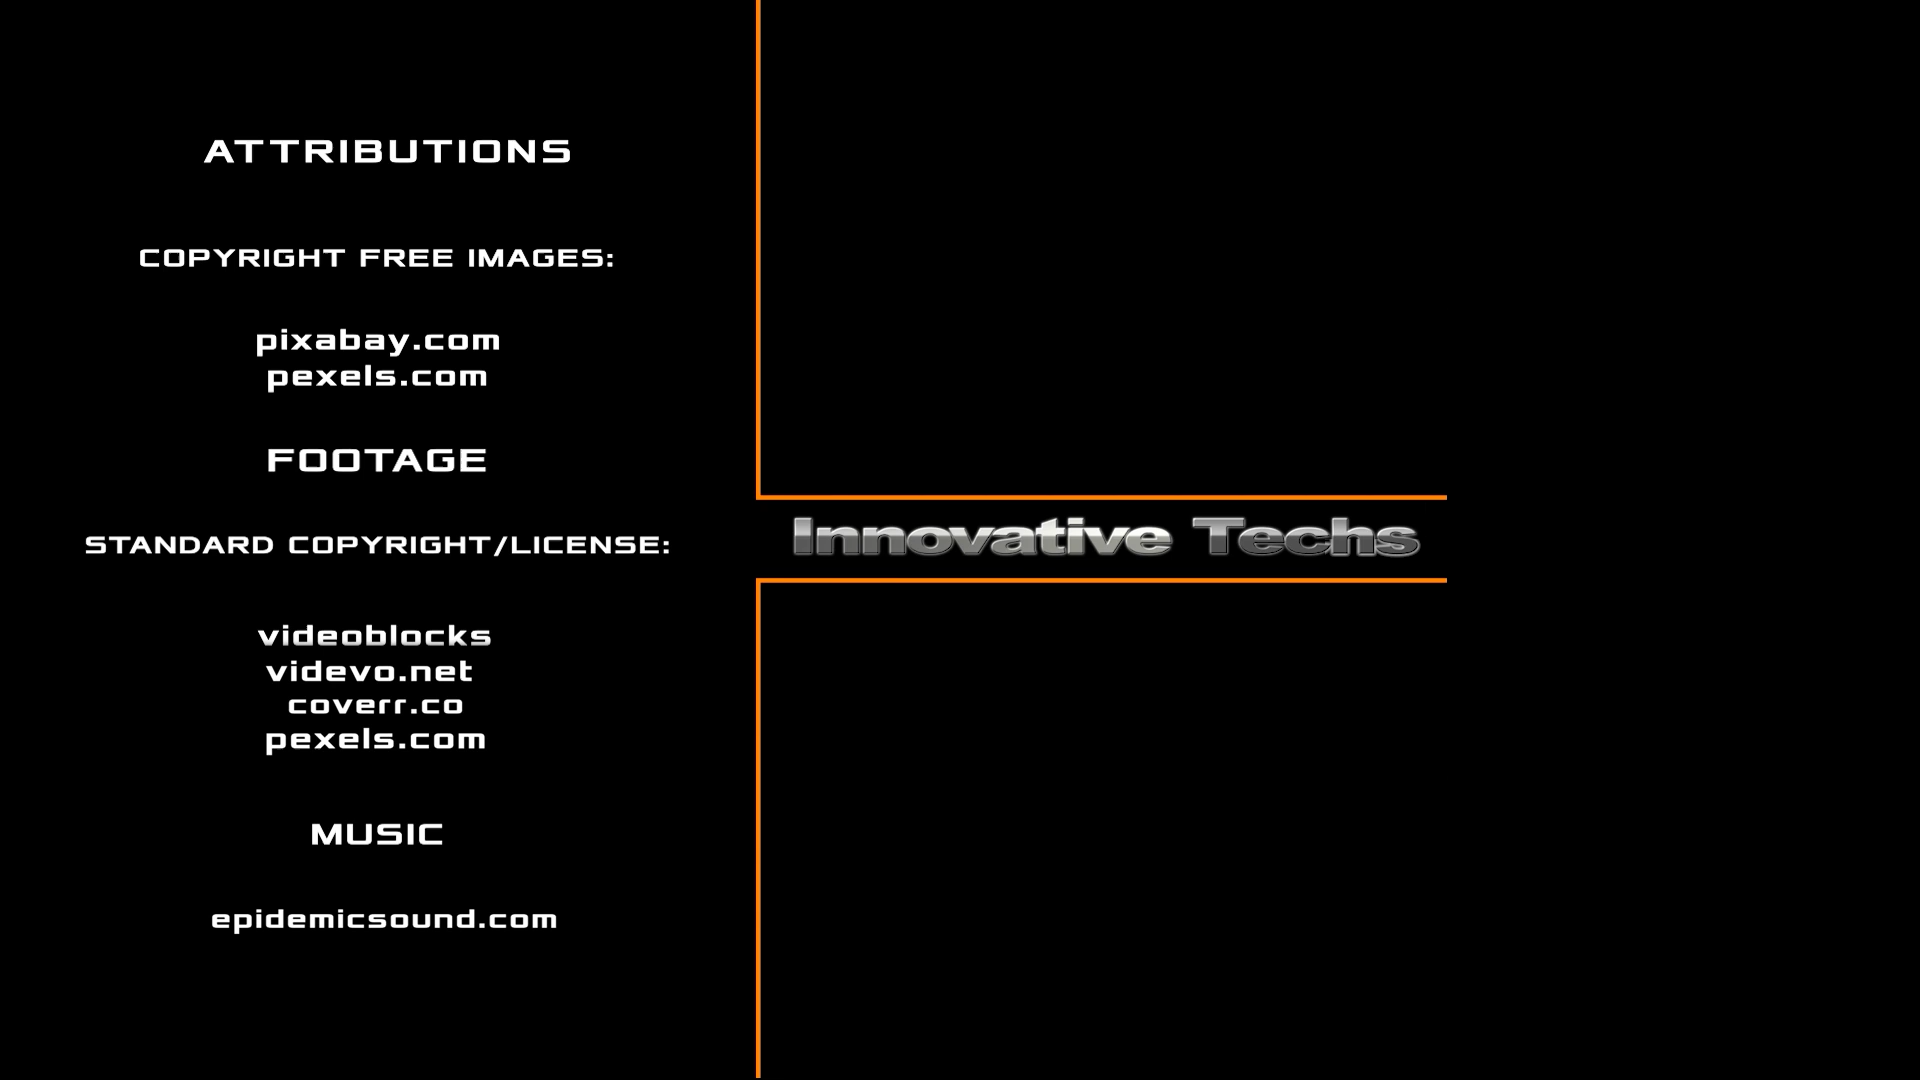 ATTRIBUTIONS
COPYRIGHT FREE IMAGES:
pixabay.com
pexels.com
FOOTAGE
STANDARD COPYRIGHT/LICENSE:
videoblocks
videvo.net
coverr.co
pexels.com
MUSIC
epidemicsound.com
Innovative Techs